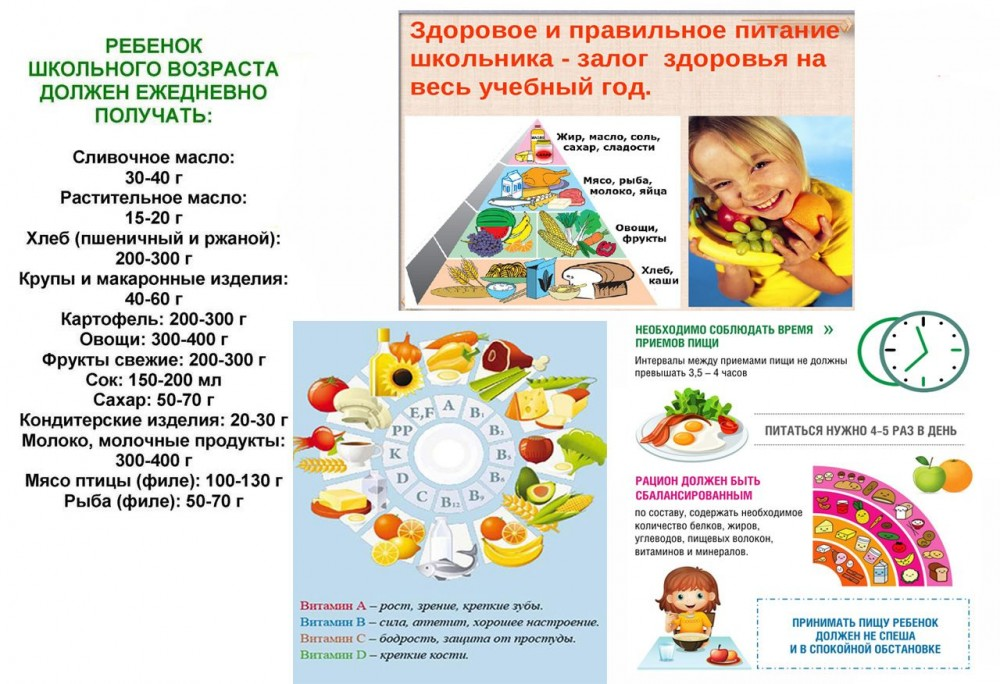 РЕБЕНОК
ШКОЛЬНОГО ВОЗРАСТА
ДОЛЖЕН ЕЖЕДНЕВНО
ПОЛУЧАТЬ:
Сливочное масло:
30-40 г
Растительное масло:
15-20 г
Хлеб (пшеничный и ржаной):
200-300 г
Крупы и макаронные изделия:
40-60 г
Картофель: 200-300 г
Овощи: 300-400 г
Фрукты свежие: 200-300 г
Сок: 150-200 мл
Сахар: 50-70 г
Кондитерские изделия: 20-30 г
Молоко, молочные продукты:
300-400 г
Мясо птицы (филе): 100-130 г
Рыба (филе): 50-70 г
Здоровое и правильное питание
школьника - залог здоровья на
весь учебный год.
Жир, масло, соль,
сахар, сладости
Мясо, рыба,
молоко, яйца
Овощи,
фрукты
Хлеб,
каши
A
B₁
B₂
B₃
B₆
B₉
B₁₂
C
D
K
PP
E,F
Витамин А – рост, зрение, крепкие зубы.
Витамин В – сила, аппетит, хорошее настроение.
Витамин С – бодрость, защита от простуды.
Витамин D – крепкие кости.
НЕОБХОДИМО СОБЛЮДАТЬ ВРЕМЯ »
ПРИЕМОВ ПИЩИ
Интервалы между приемами пищи не должны
превышать 3,5 – 4 часов
ПИТАТЬСЯ НУЖНО 4–5 РАЗ В ДЕНЬ
РАЦИОН ДОЛЖЕН БЫТЬ
СБАЛАНСИРОВАННЫМ
по составу, содержать необходимое
количество белков, жиров,
углеводов, пищевых волокон,
витаминов и минералов.
ПРИНИМАТЬ ПИЩУ РЕБЕНОК
ДОЛЖЕН НЕ СПЕША
И В СПОКОЙНОЙ ОБСТАНОВКЕ